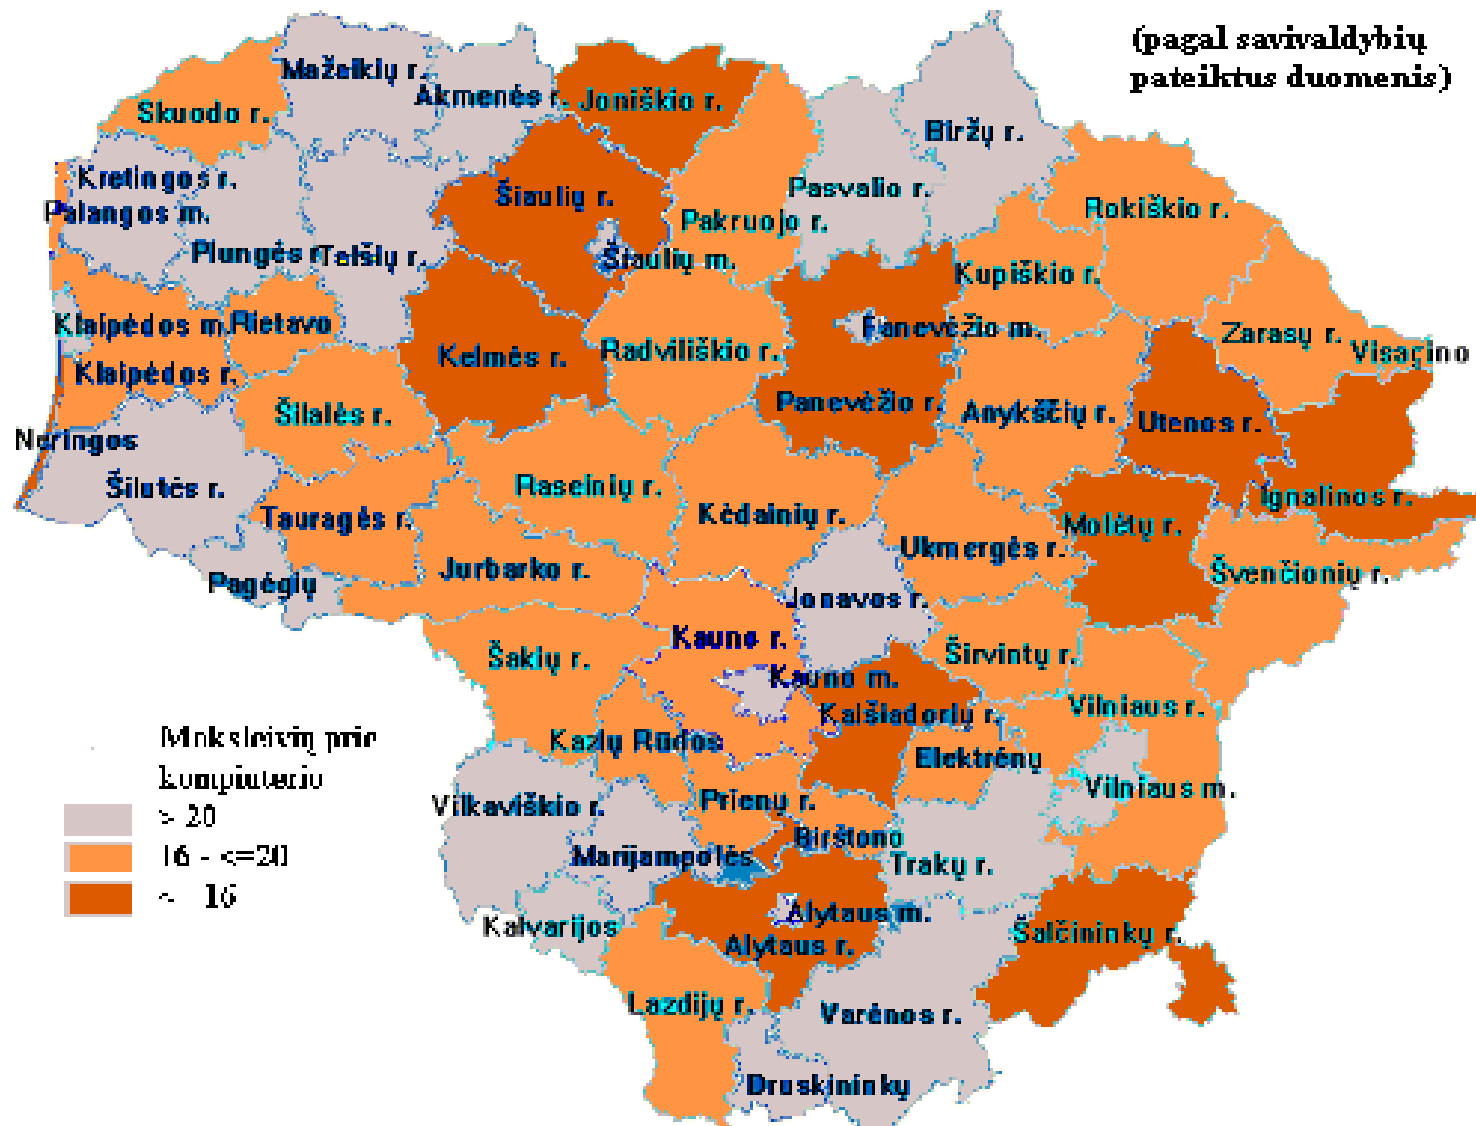 (pagal savivaldybių
pateiktus duomenis)
Mažeikių r.
Akmenės r.
Joniškio r.
Skuodo r.
Biržų r.
Kretingos r.
Šiaulių r.
Pasvalio r.
Palangos m.
Pakruojo r.
Rokiškio r.
Plungės r
Telšių r.
Šiaulių m.
Kupiškio r.
Klaipėdos m.
Rietavo
Panevėžio m.
Zarasų r.
Visagino
Klaipėdos r.
Kelmės r.
Radviliškio r.
Panevėžio r.
Anykščių r.
Utenos r.
Šilalės r.
Neringos
Šilutės r.
Raseinių r.
Ignalinos r.
Tauragės r.
Kėdainių r.
Molėtų r.
Ukmergės r.
Pagėgių
Jurbarko r.
Jonavos r.
Švenčionių r.
Kauno r.
Šakių r.
Širvintų r.
Kauno m.
Kaišiadorių r.
Vilniaus r.
Kazlų Rūdos
Elektrėnų
Vilniaus m.
Vilkaviškio r.
Prienų r.
Birštono
Marijampolės
Trakų r.
Kalvarijos
Alytaus m.
Alytaus r.
Šalčininkų r.
Lazdijų r.
Varėnos r.
Druskininkų
Moksleivių prie
kompiuterio
> 20
16 - <=20
16